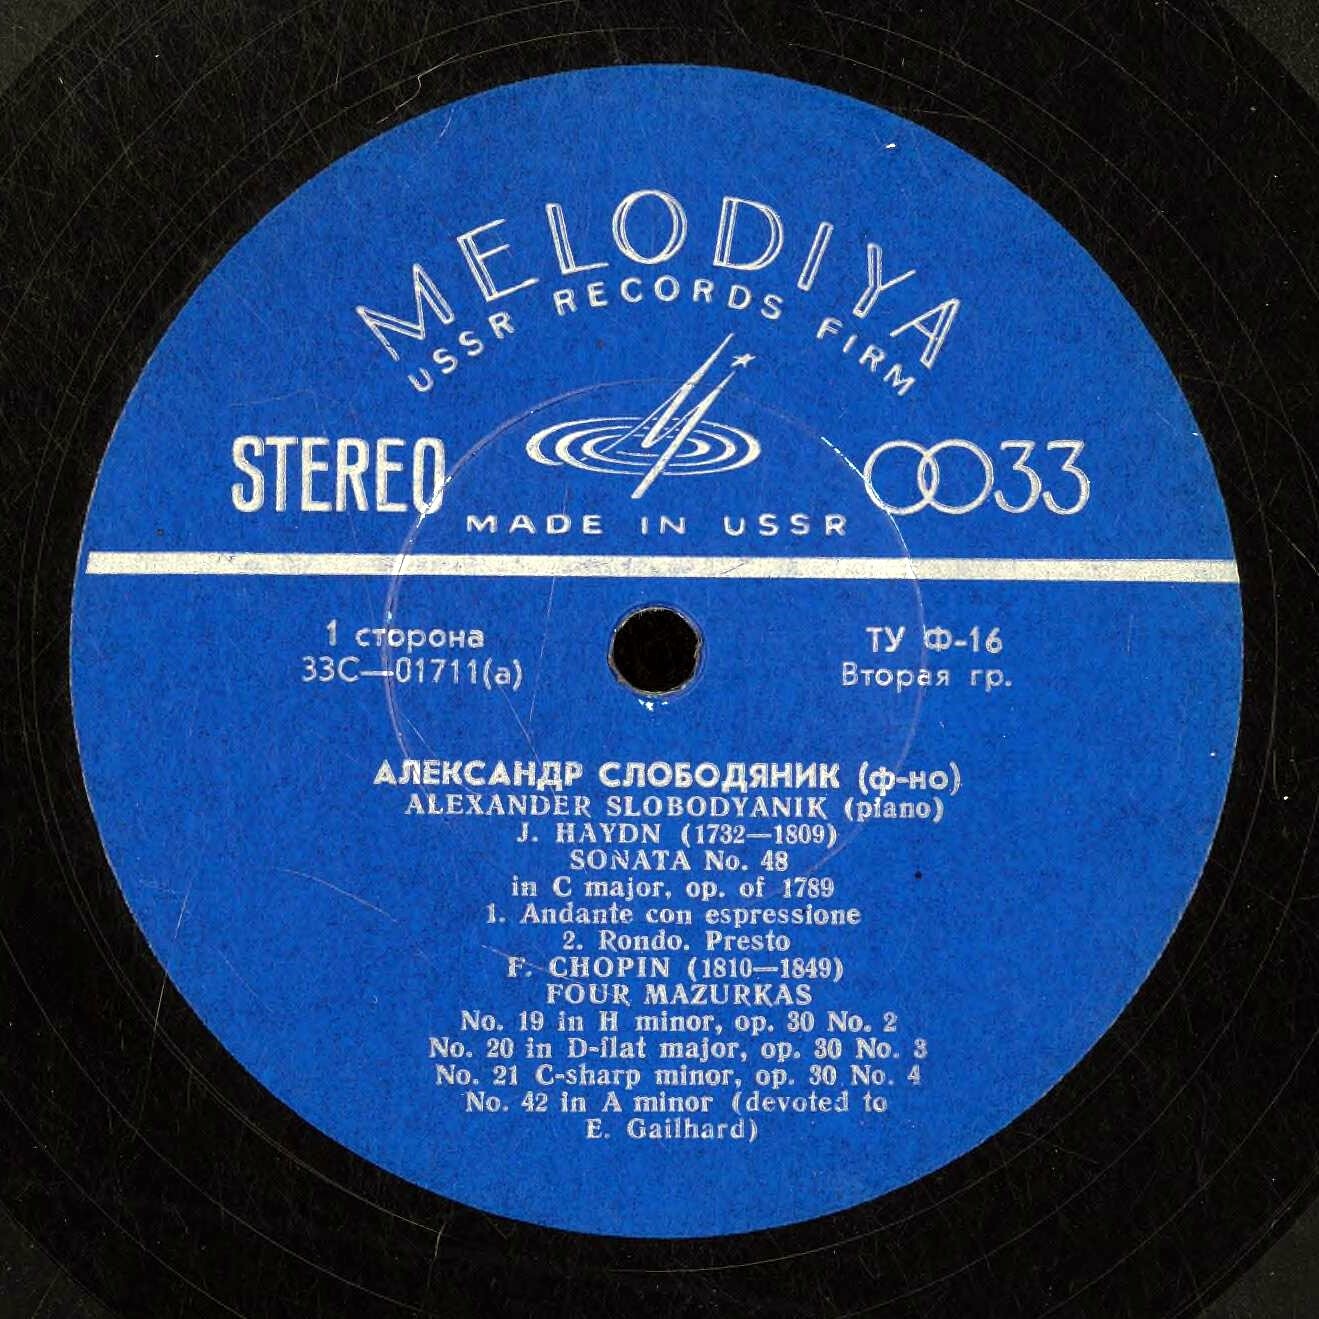 MELODIYA
USSR RECORDS FIRM
STEREO
33
MADE IN USSR
1 сторона
33С—01711(а)
ТУ Ф-16
Вторая гр.
АЛЕКСАНДР СЛОБОДЯНИК (ф-но)
ALEXANDER SLOBODYANIK (piano)
J. HAYDN (1732—1809)
SONATA No. 48
in C major, op. of 1789
1. Andante con espressione
2. Rondo. Presto
F. CHOPIN (1810—1849)
FOUR MAZURKAS
No. 19 in H minor, op. 30 No. 2
No. 20 in D-flat major, op. 30 No. 3
No. 21 C-sharp minor, op. 30 No. 4
No. 42 in A minor (devoted to
E. Gailhard)